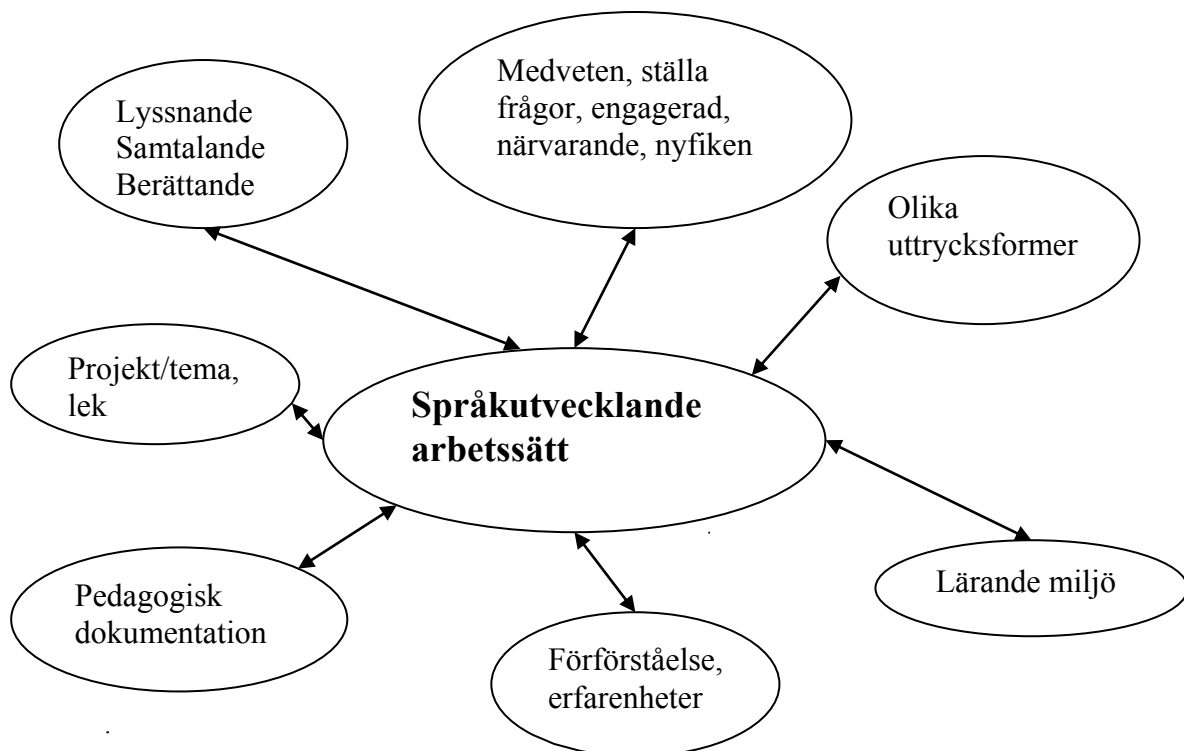 Lyssnande
Samtalande
Berättande
Medveten, ställa
frågor, engagerad,
närvarande, nyfiken
Olika
uttrycksformer
Projekt/tema,
lek
Språkutvecklande
arbetssätt
Lärande miljö
Pedagogisk
dokumentation
Förförståelse,
erfarenheter